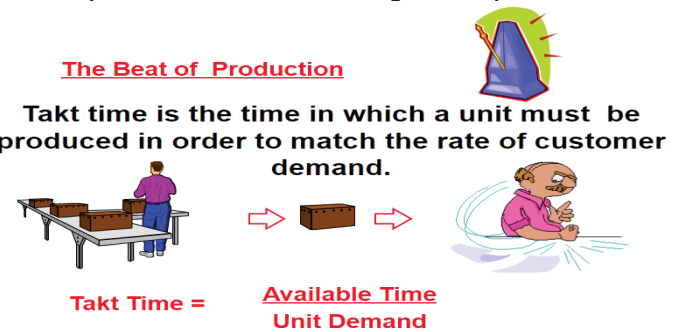 The Beat of Production
Takt time is the time in which a unit must be
produced in order to match the rate of customer
demand.
Takt Time = Available Time
Unit Demand